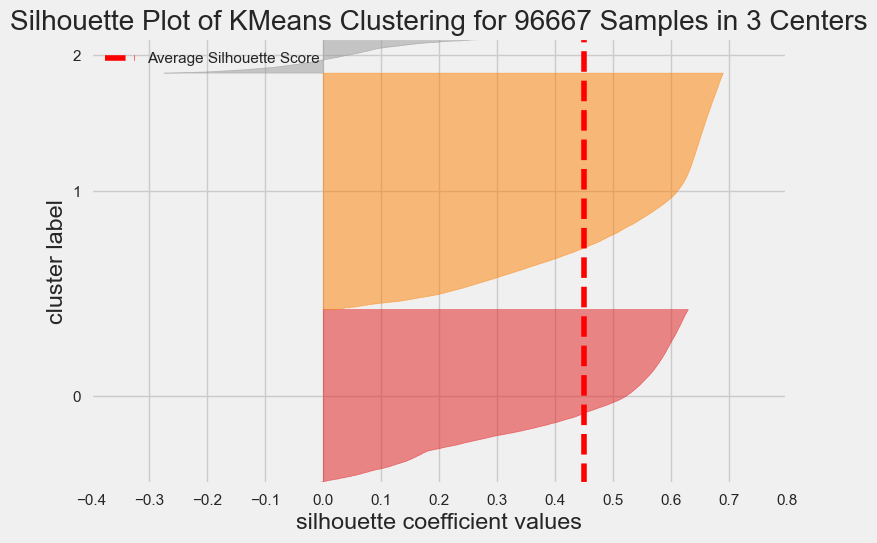 Silhouette Plot of KMeans Clustering for 96667 Samples in 3 Centers
Average Silhouette Score
cluster label
2
1
0
−0.4 −0.3 −0.2 −0.1 0.0 0.1 0.2 0.3 0.4 0.5 0.6 0.7 0.8
silhouette coefficient values